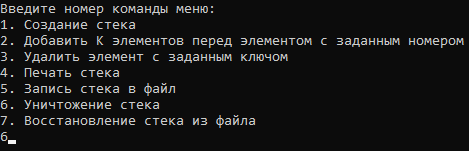 Введите номер команды меню:
1. Создание стека
2. Добавить К элементов перед элементом с заданным номером
3. Удалить элемент с заданным ключом
4. Печать стека
5. Запись стека в файл
6. Уничтожение стека
7. Восстановление стека из файла
6